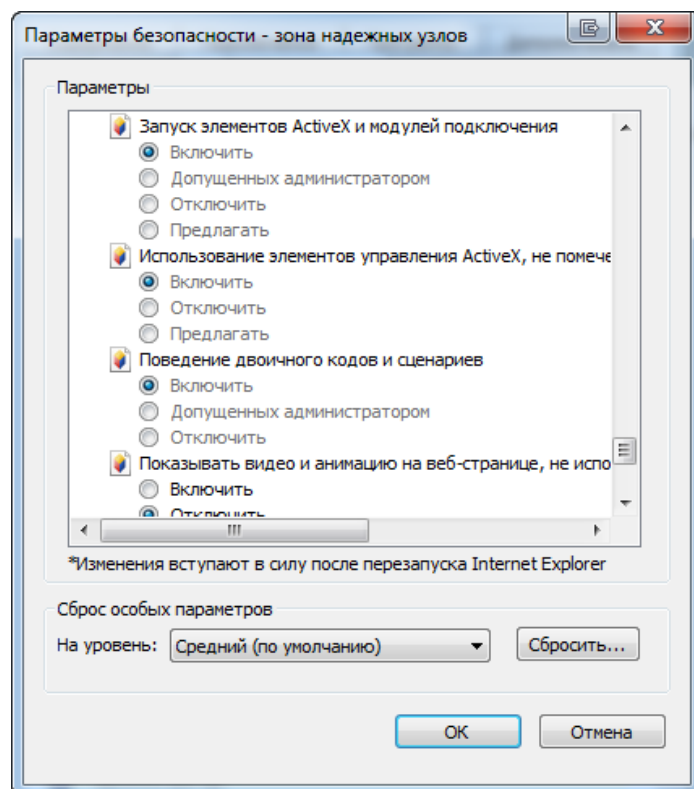 Параметры безопасности - зона надежных узлов
Параметры
Запуск элементов ActiveX и модулей подключения
Включить
Допущенных администратором
Отключить
Предлагать
Использование элементов управления ActiveX, не помече
Включить
Отключить
Предлагать
Поведение двоичного кодов и сценариев
Включить
Допущенных администратором
Отключить
Показывать видео и анимацию на веб-странице, не испо
Включить
Отключить
*Изменения вступают в силу после перезапуска Internet Explorer
Сброс особых параметров
На уровень: Средний (по умолчанию) Сбросить...
ОК Отмена